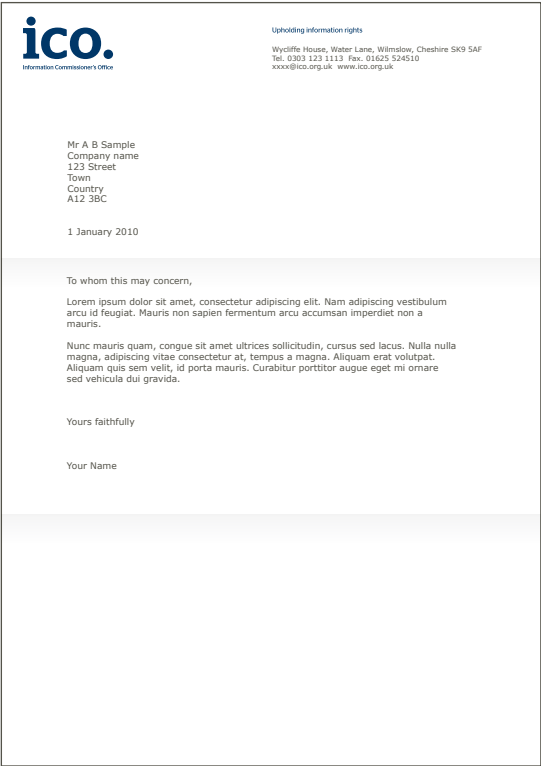 ico.
Information Commissioner's Office
Upholding information rights
Wycliffe House, Water Lane, Wilmslow, Cheshire SK9 5AF
Tel. 0303 123 1113 Fax. 01625 524510
xxxx@ico.org.uk www.ico.org.uk
Mr A B Sample
Company name
123 Street
Town
Country
A12 3BC
1 January 2010
To whom this may concern,
Lorem ipsum dolor sit amet, consectetur adipiscing elit. Nam adipiscing vestibulum
arcu id feugiat. Mauris non sapien fermentum arcu accumsan imperdiet non a
mauris.
Nunc mauris quam, congue sit amet ultrices sollicitudin, cursus sed lacus. Nulla nulla
magna, adipiscing vitae consectetur at, tempus a magna. Aliquam erat volutpat.
Aliquam quis sem velit, id porta mauris. Curabitur porttitor augue eget mi ornare
sed vehicula dui gravida.
Yours faithfully
Your Name